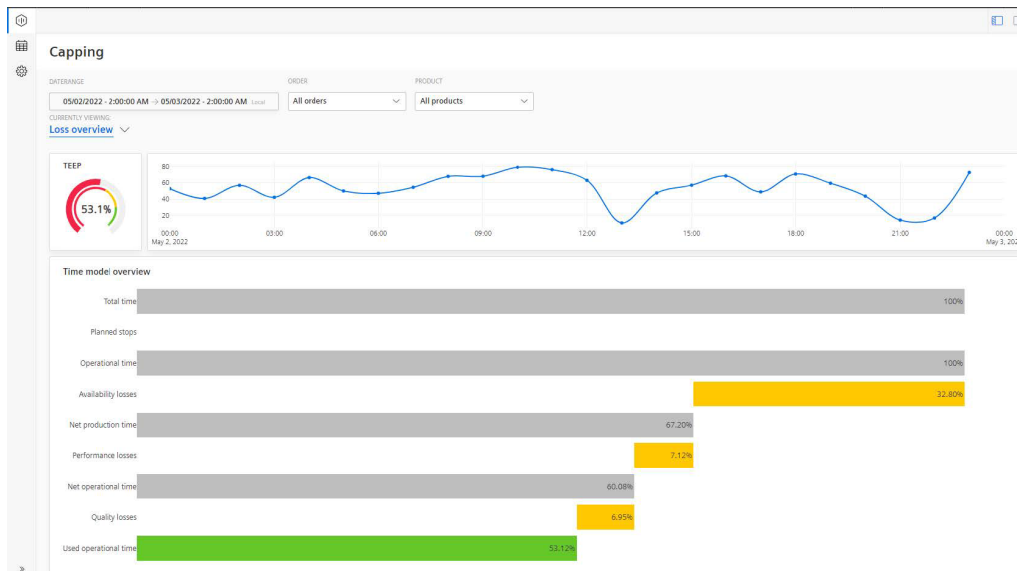 Capping
DATERANGE
ORDER
PRODUCT
05/02/2022 - 2:00:00 AM → 05/03/2022 - 2:00:00 AM Local
All orders
All products
CURRENTLY VIEWING:
Loss overview
TEEP
53.1%
80
60
40
20
00:00
May 2, 2022
03:00
06:00
09:00
12:00
15:00
18:00
21:00
00:00
May 3, 202
Time model overview
Total time 100%
Planned stops
Operational time 100%
Availability losses 32.80%
Net production time 67.20%
Performance losses 7.12%
Net operational time 60.08%
Quality losses 6.95%
Used operational time 53.12%